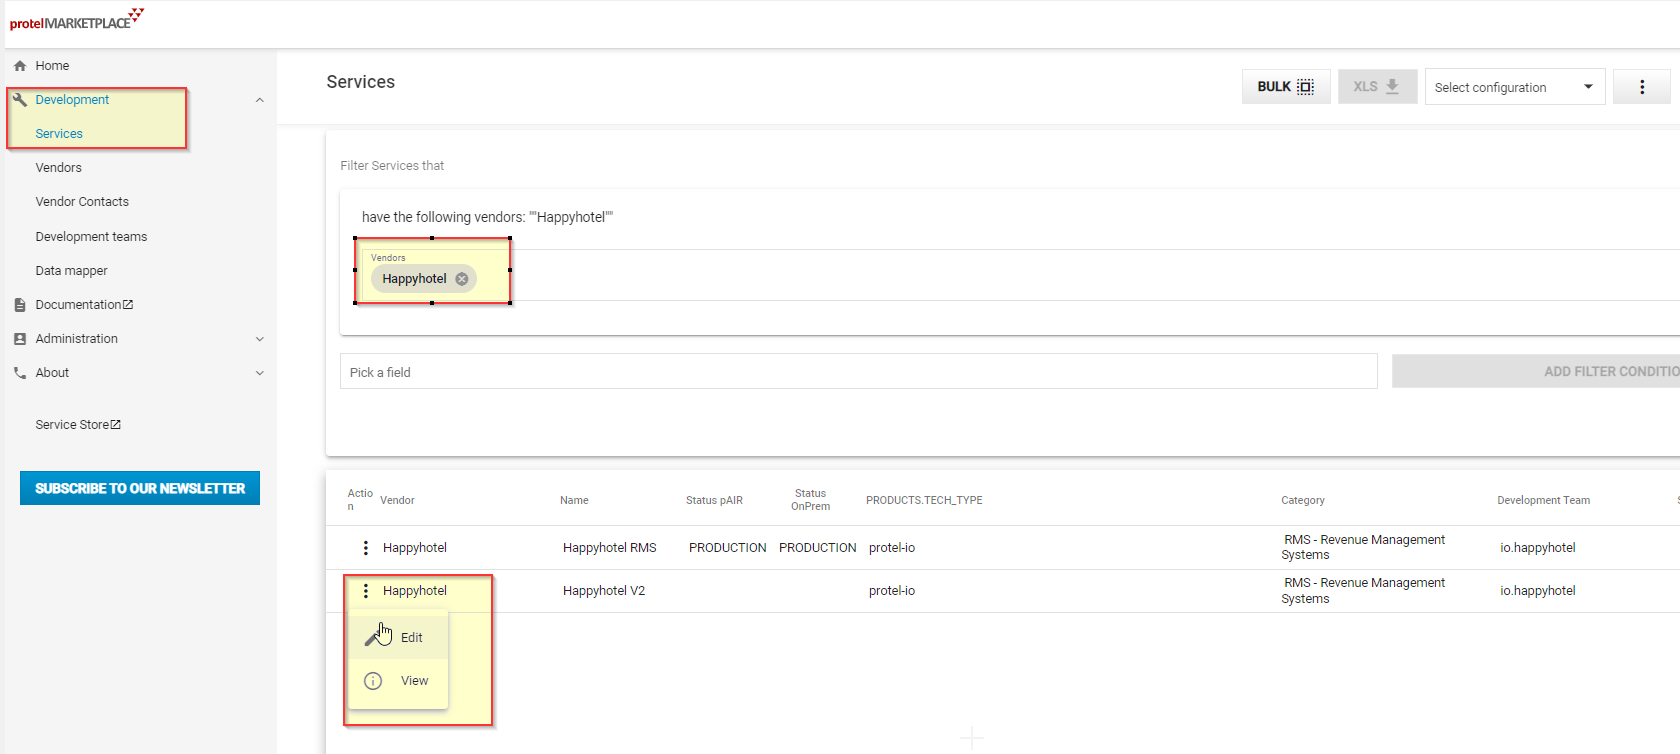 protelMARKETPLACE
Home
Development
Services
Vendors
Vendor Contacts
Development teams
Data mapper
Documentation
Administration
About
Service Store
SUBSCRIBE TO OUR NEWSLETTER
Services
BULK
XLS
Select configuration
Filter Services that
have the following vendors: ""Happyhotel""
Vendors
Happyhotel
Pick a field
ADD FILTER CONDITIO
Actio
n
Vendor
Name
Status pAIR
Status
OnPrem
PRODUCTS.TECH_TYPE
Category
Development Team
S
Happyhotel
Happyhotel RMS
PRODUCTION
PRODUCTION
protel-io
RMS - Revenue Management
Systems
io.happyhotel
Happyhotel
Happyhotel V2
protel-io
RMS - Revenue Management
Systems
io.happyhotel
Edit
View